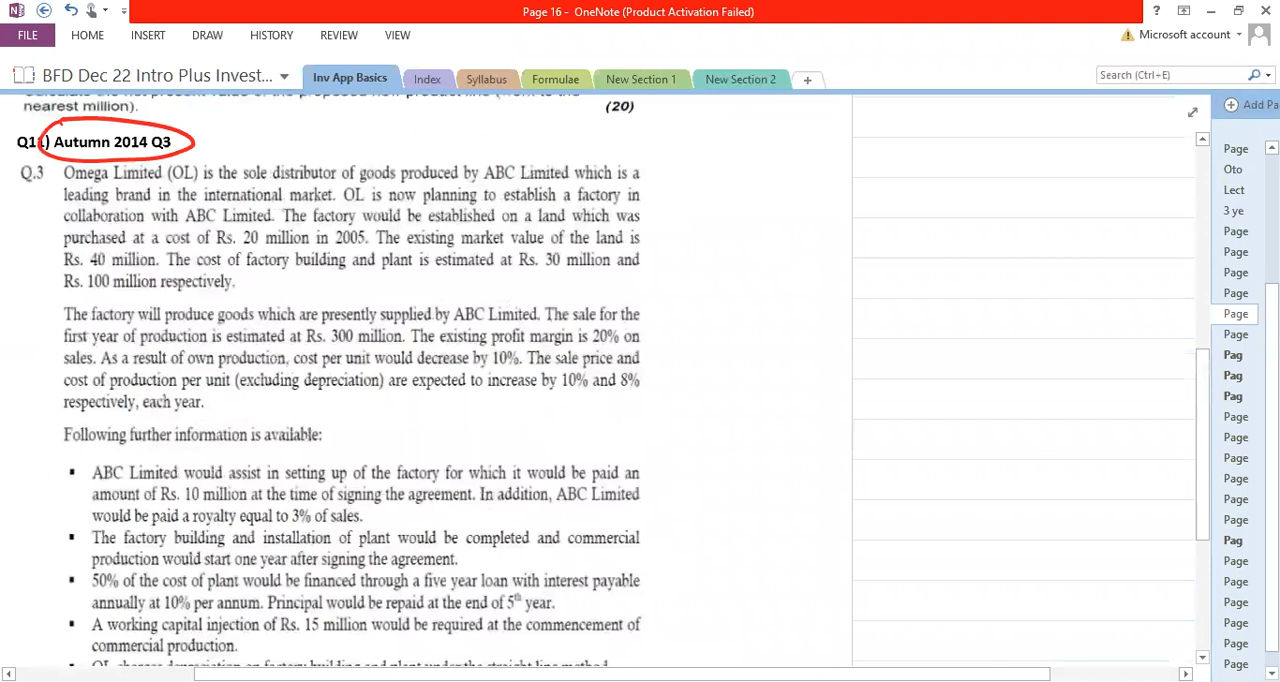 Page 16 - OneNote (Product Activation Failed)
FILE HOME INSERT DRAW HISTORY REVIEW VIEW Microsoft account
BFD Dec 22 Intro Plus Invest... Inv App Basics Index Syllabus Formulae New Section 1 New Section 2 + Search (Ctrl+E)
nearest million). (20)
Q11) Autumn 2014 Q3
Q.3 Omega Limited (OL) is the sole distributor of goods produced by ABC Limited which is a
leading brand in the international market. OL is now planning to establish a factory in
collaboration with ABC Limited. The factory would be established on a land which was
purchased at a cost of Rs. 20 million in 2005. The existing market value of the land is
Rs. 40 million. The cost of factory building and plant is estimated at Rs. 30 million and
Rs. 100 million respectively.
The factory will produce goods which are presently supplied by ABC Limited. The sale for the
first year of production is estimated at Rs. 300 million. The existing profit margin is 20% on
sales. As a result of own production, cost per unit would decrease by 10%. The sale price and
cost of production per unit (excluding depreciation) are expected to increase by 10% and 8%
respectively, each year.
Following further information is available:
▪ ABC Limited would assist in setting up of the factory for which it would be paid an
amount of Rs. 10 million at the time of signing the agreement. In addition, ABC Limited
would be paid a royalty equal to 3% of sales.
▪ The factory building and installation of plant would be completed and commercial
production would start one year after signing the agreement.
▪ 50% of the cost of plant would be financed through a five year loan with interest payable
annually at 10% per annum. Principal would be repaid at the end of 5th year.
▪ A working capital injection of Rs. 15 million would be required at the commencement of
commercial production.
Add Pa
Page
Oto
Lect
3 ye
Page
Page
Page
Page
Page
Page
Pag
Pag
Pag
Page
Page
Page
Page
Page
Page
Pag
Page
Page
Page
Page
Page
Page